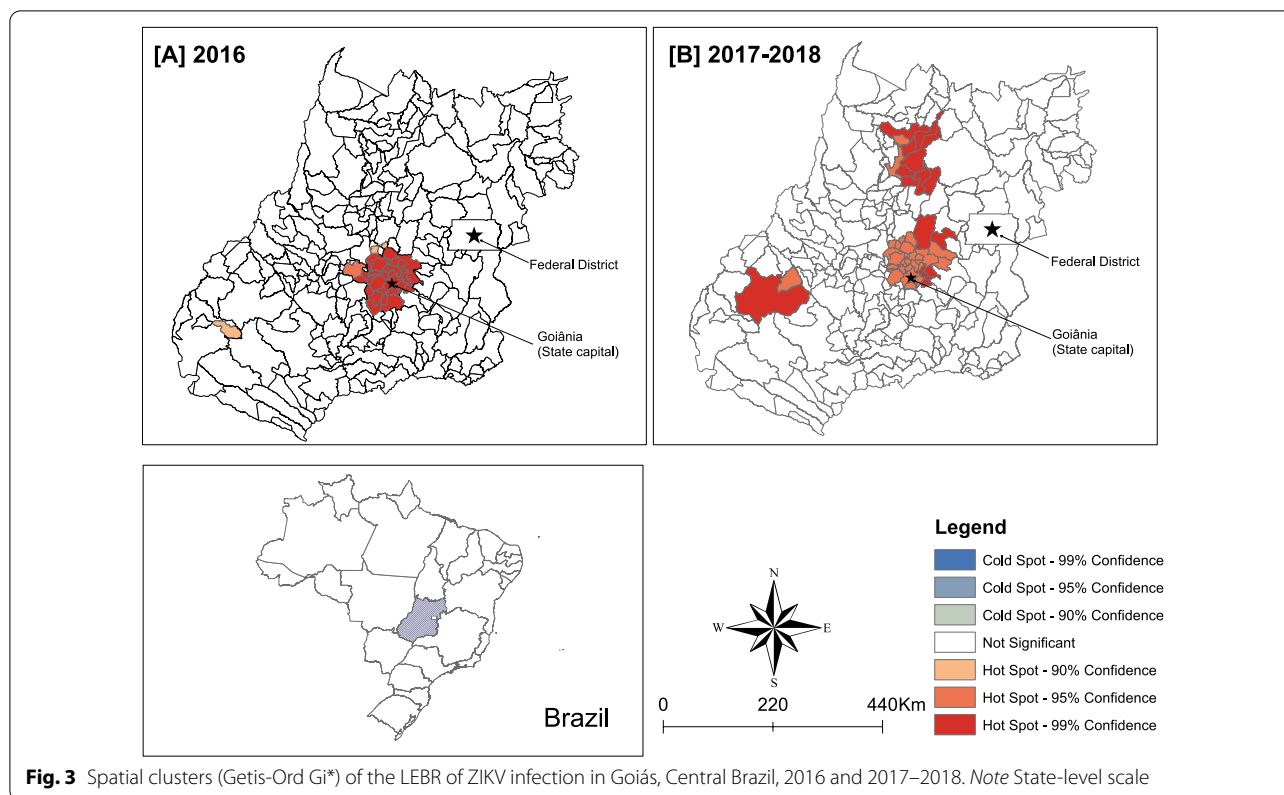 [A] 2016
Federal District
Goiânia
(State capital)
[B] 2017-2018
Federal District
Goiânia
(State capital)
Brazil
N
W E
S
0 220 440Km
Legend
Cold Spot - 99% Confidence
Cold Spot - 95% Confidence
Cold Spot - 90% Confidence
Not Significant
Hot Spot - 90% Confidence
Hot Spot - 95% Confidence
Hot Spot - 99% Confidence
Fig. 3 Spatial clusters (Getis-Ord Gi*) of the LEBR of ZIKV infection in Goiás, Central Brazil, 2016 and 2017–2018. Note State-level scale